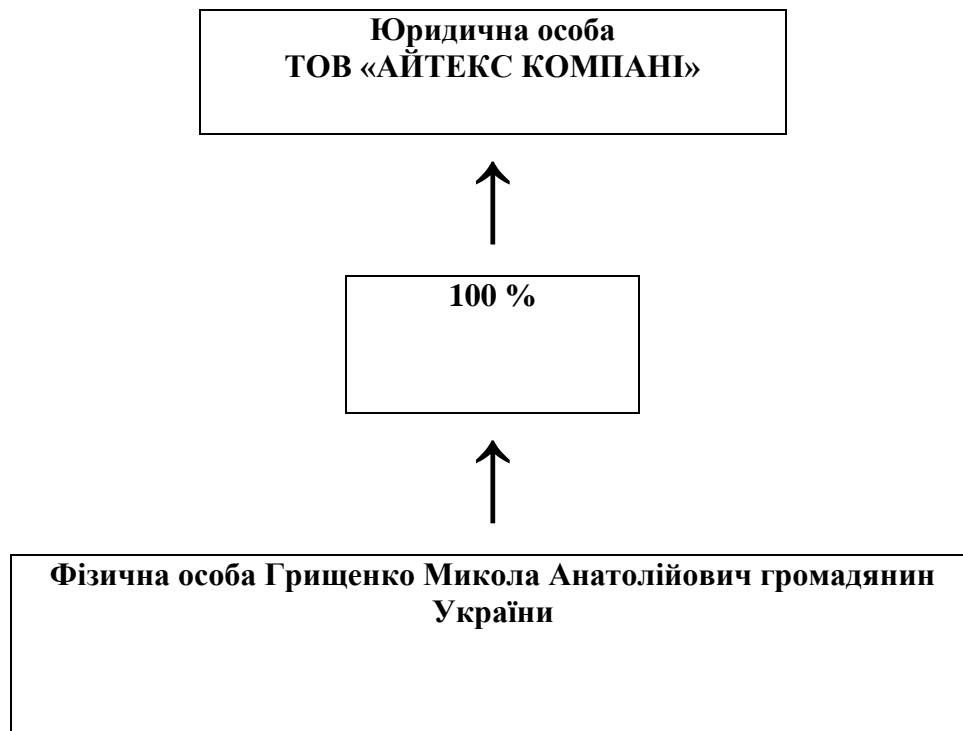 Юридична особа
ТОВ «АЙТЕКС КОМПАНІ»
100 %
Фізична особа Грищенко Микола Анатолійович громадянин
України